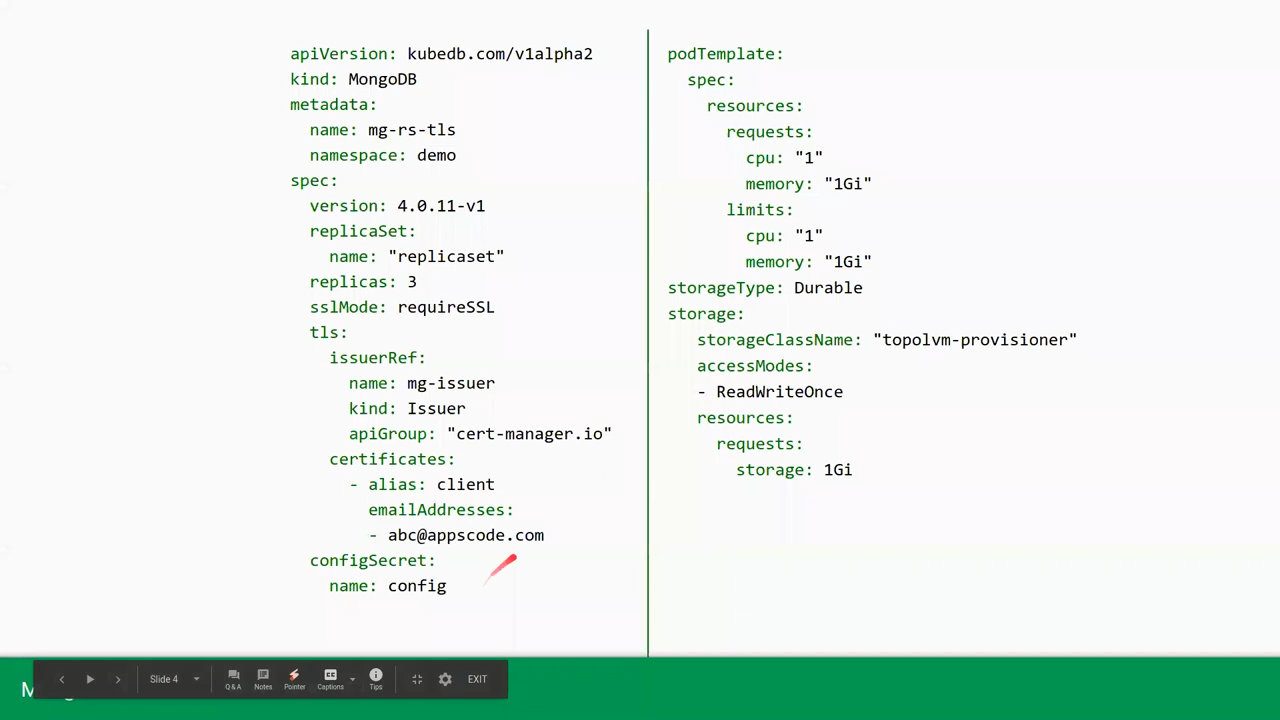 apiVersion: kubedb.com/v1alpha2
kind: MongoDB
metadata:
  name: mg-rs-tls
  namespace: demo
spec:
  version: 4.0.11-v1
  replicaSet:
    name: "replicaset"
  replicas: 3
  sslMode: requireSSL
  tls:
    issuerRef:
      name: mg-issuer
      kind: Issuer
      apiGroup: "cert-manager.io"
    certificates:
      - alias: client
        emailAddresses:
        - abc@appscode.com
  configSecret:
    name: config
podTemplate:
  spec:
    resources:
      requests:
        cpu: "1"
        memory: "1Gi"
      limits:
        cpu: "1"
        memory: "1Gi"
storageType: Durable
storage:
   storageClassName: "topolvm-provisioner"
   accessModes:
   - ReadWriteOnce
   resources:
     requests:
       storage: 1Gi
Slide 4
Q&A
Notes
Pointer
Captions
Tips
EXIT